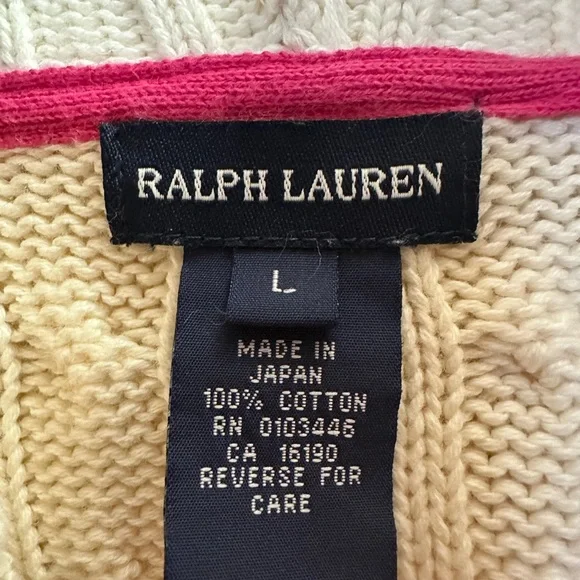 RALPH LAUREN
L
MADE IN
JAPAN
100% COTTON
RN 0103446
CA 16190
REVERSE FOR
CARE